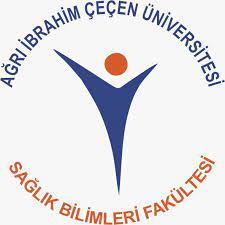 AĞRI İBRAHİM ÇEÇEN ÜNİVERSİTESİ
SAĞLIK BİLİMLERİ FAKÜLTESİ